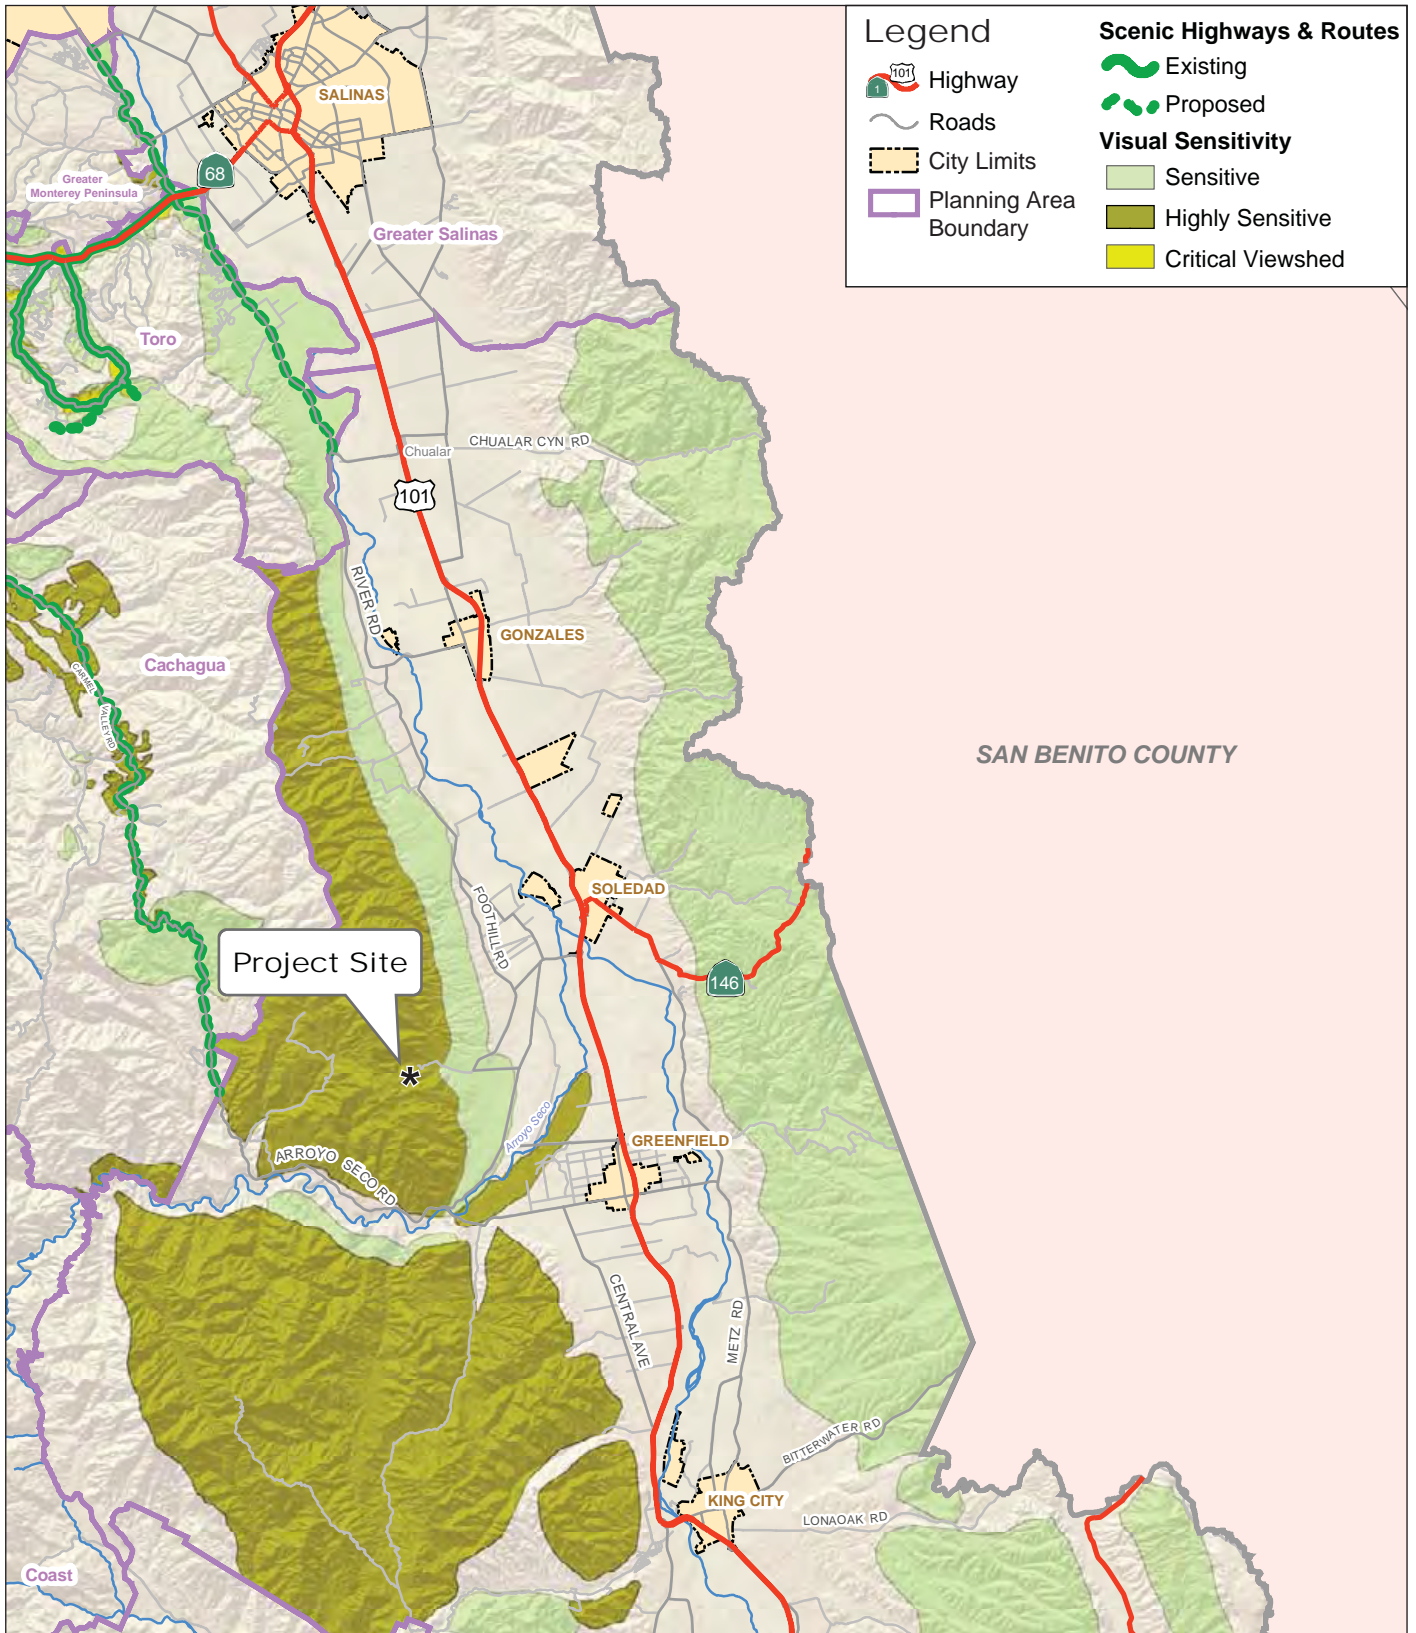 Legend
101
1
Highway
Roads
City Limits
Planning Area
Boundary
Scenic Highways & Routes
Existing
Proposed
Visual Sensitivity
Sensitive
Highly Sensitive
Critical Viewshed
SALINAS
68
Greater
Monterey Peninsula
Greater Salinas
Toro
CHUALAR CYN RD
Chualar
101
RIVER RD
GONZALES
Cachagua
CARMEL
VALLEY RD
SAN BENITO COUNTY
SOLEDAD
FOOTHILL RD
Project Site
146
*
Arroyo Seco
GREENFIELD
ARROYO SECO RD
CENTRAL AVE
METZ RD
BITTERWATER RD
KING CITY
LONAOAK RD
Coast